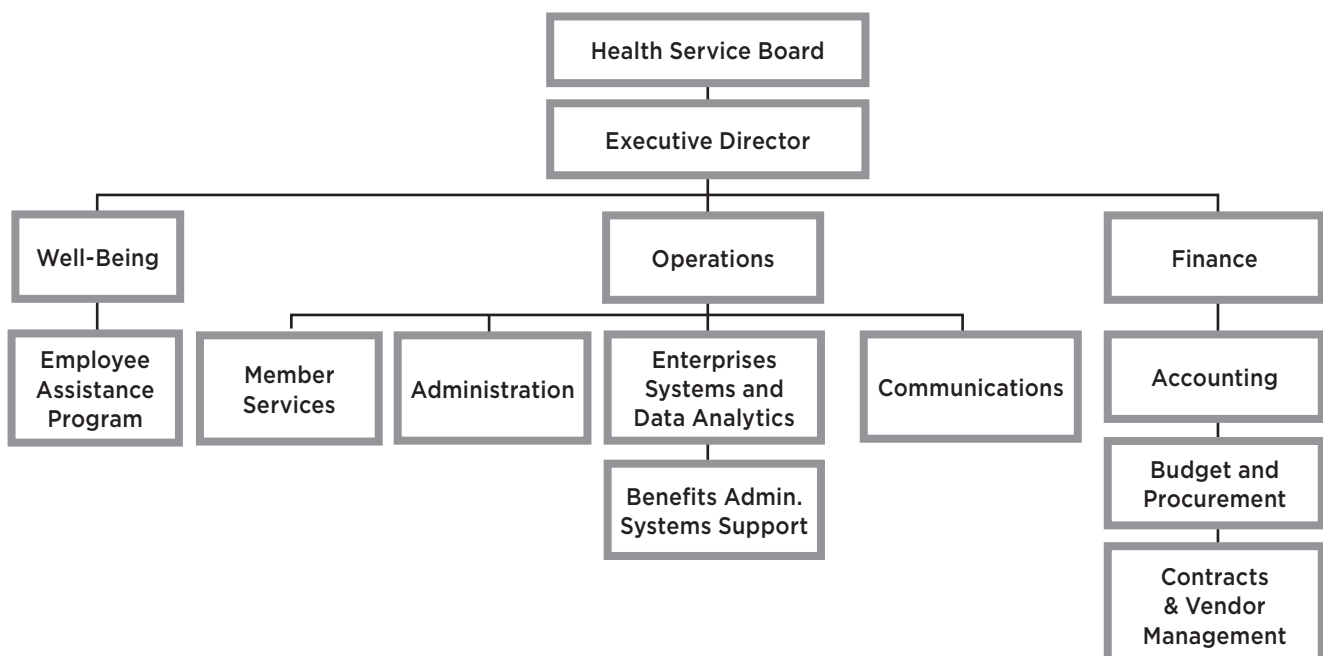 Health Service Board
Executive Director
Well-Being
Operations
Finance
Employee
Assistance
Program
Member
Services
Administration
Enterprises
Systems and
Data Analytics
Communications
Accounting
Benefits Admin.
Systems Support
Budget and
Procurement
Contracts
& Vendor
Management